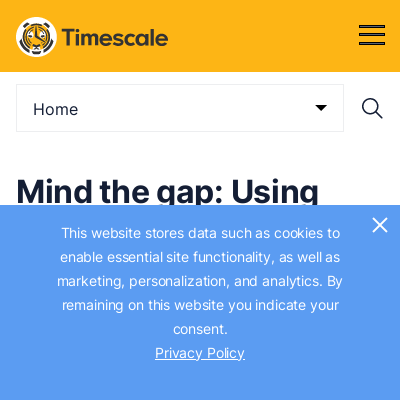 Timescale
Home
Mind the gap: Using
This website stores data such as cookies to
enable essential site functionality, as well as
marketing, personalization, and analytics. By
remaining on this website you indicate your
consent.
Privacy Policy